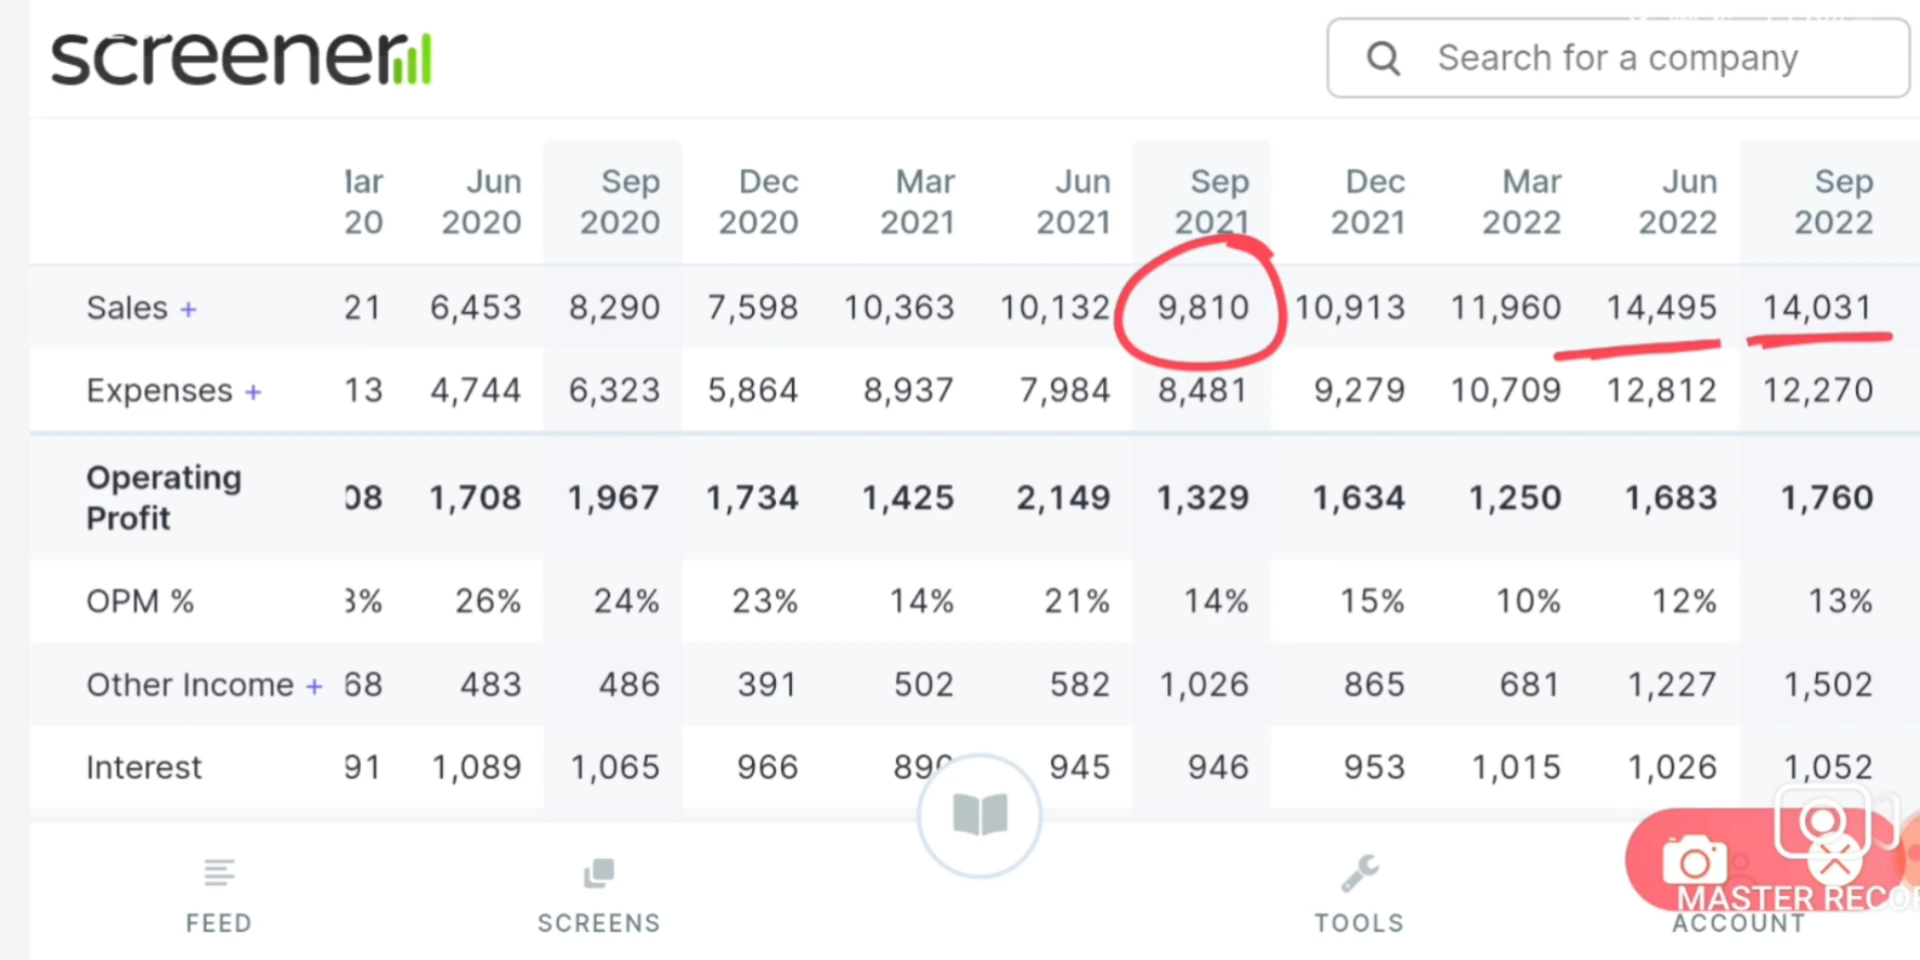 screener
Search for a company
Jun 2020 Sep 2020 Dec 2020 Mar 2021 Jun 2021 Sep 2021 Dec 2021 Mar 2022 Jun 2022 Sep 2022
Sales + 21 6,453 8,290 7,598 10,363 10,132 9,810 10,913 11,960 14,495 14,031
Expenses + 13 4,744 6,323 5,864 8,937 7,984 8,481 9,279 10,709 12,812 12,270
Operating Profit 08 1,708 1,967 1,734 1,425 2,149 1,329 1,634 1,250 1,683 1,760
OPM % 3% 26% 24% 23% 14% 21% 14% 15% 10% 12% 13%
Other Income + 68 483 486 391 502 582 1,026 865 681 1,227 1,502
Interest 91 1,089 1,065 966 945 946 953 1,015 1,026 1,052
FEED SCREENS TOOLS ACCOUNT
MASTER